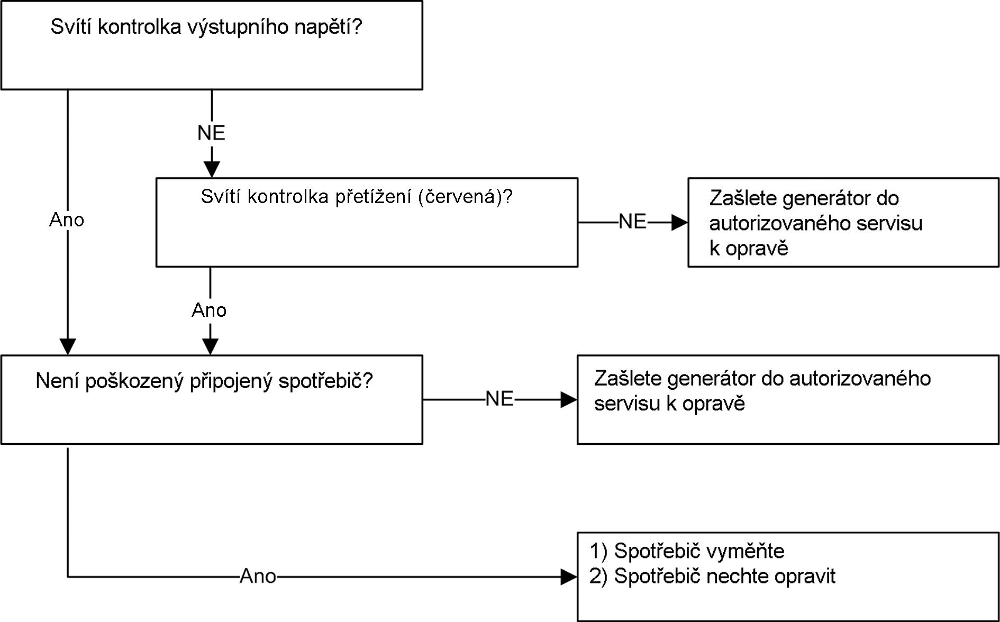 Svítí kontrolka výstupního napětí?
NE
Ano
Svítí kontrolka přetížení (červená)?
NE
Zašlete generátor do
autorizovaného servisu
k opravě
Ano
Není poškozený připojený spotřebič?
NE
Zašlete generátor do autorizovaného
servisu k opravě
Ano
1) Spotřebič vyměňte
2) Spotřebič nechte opravit